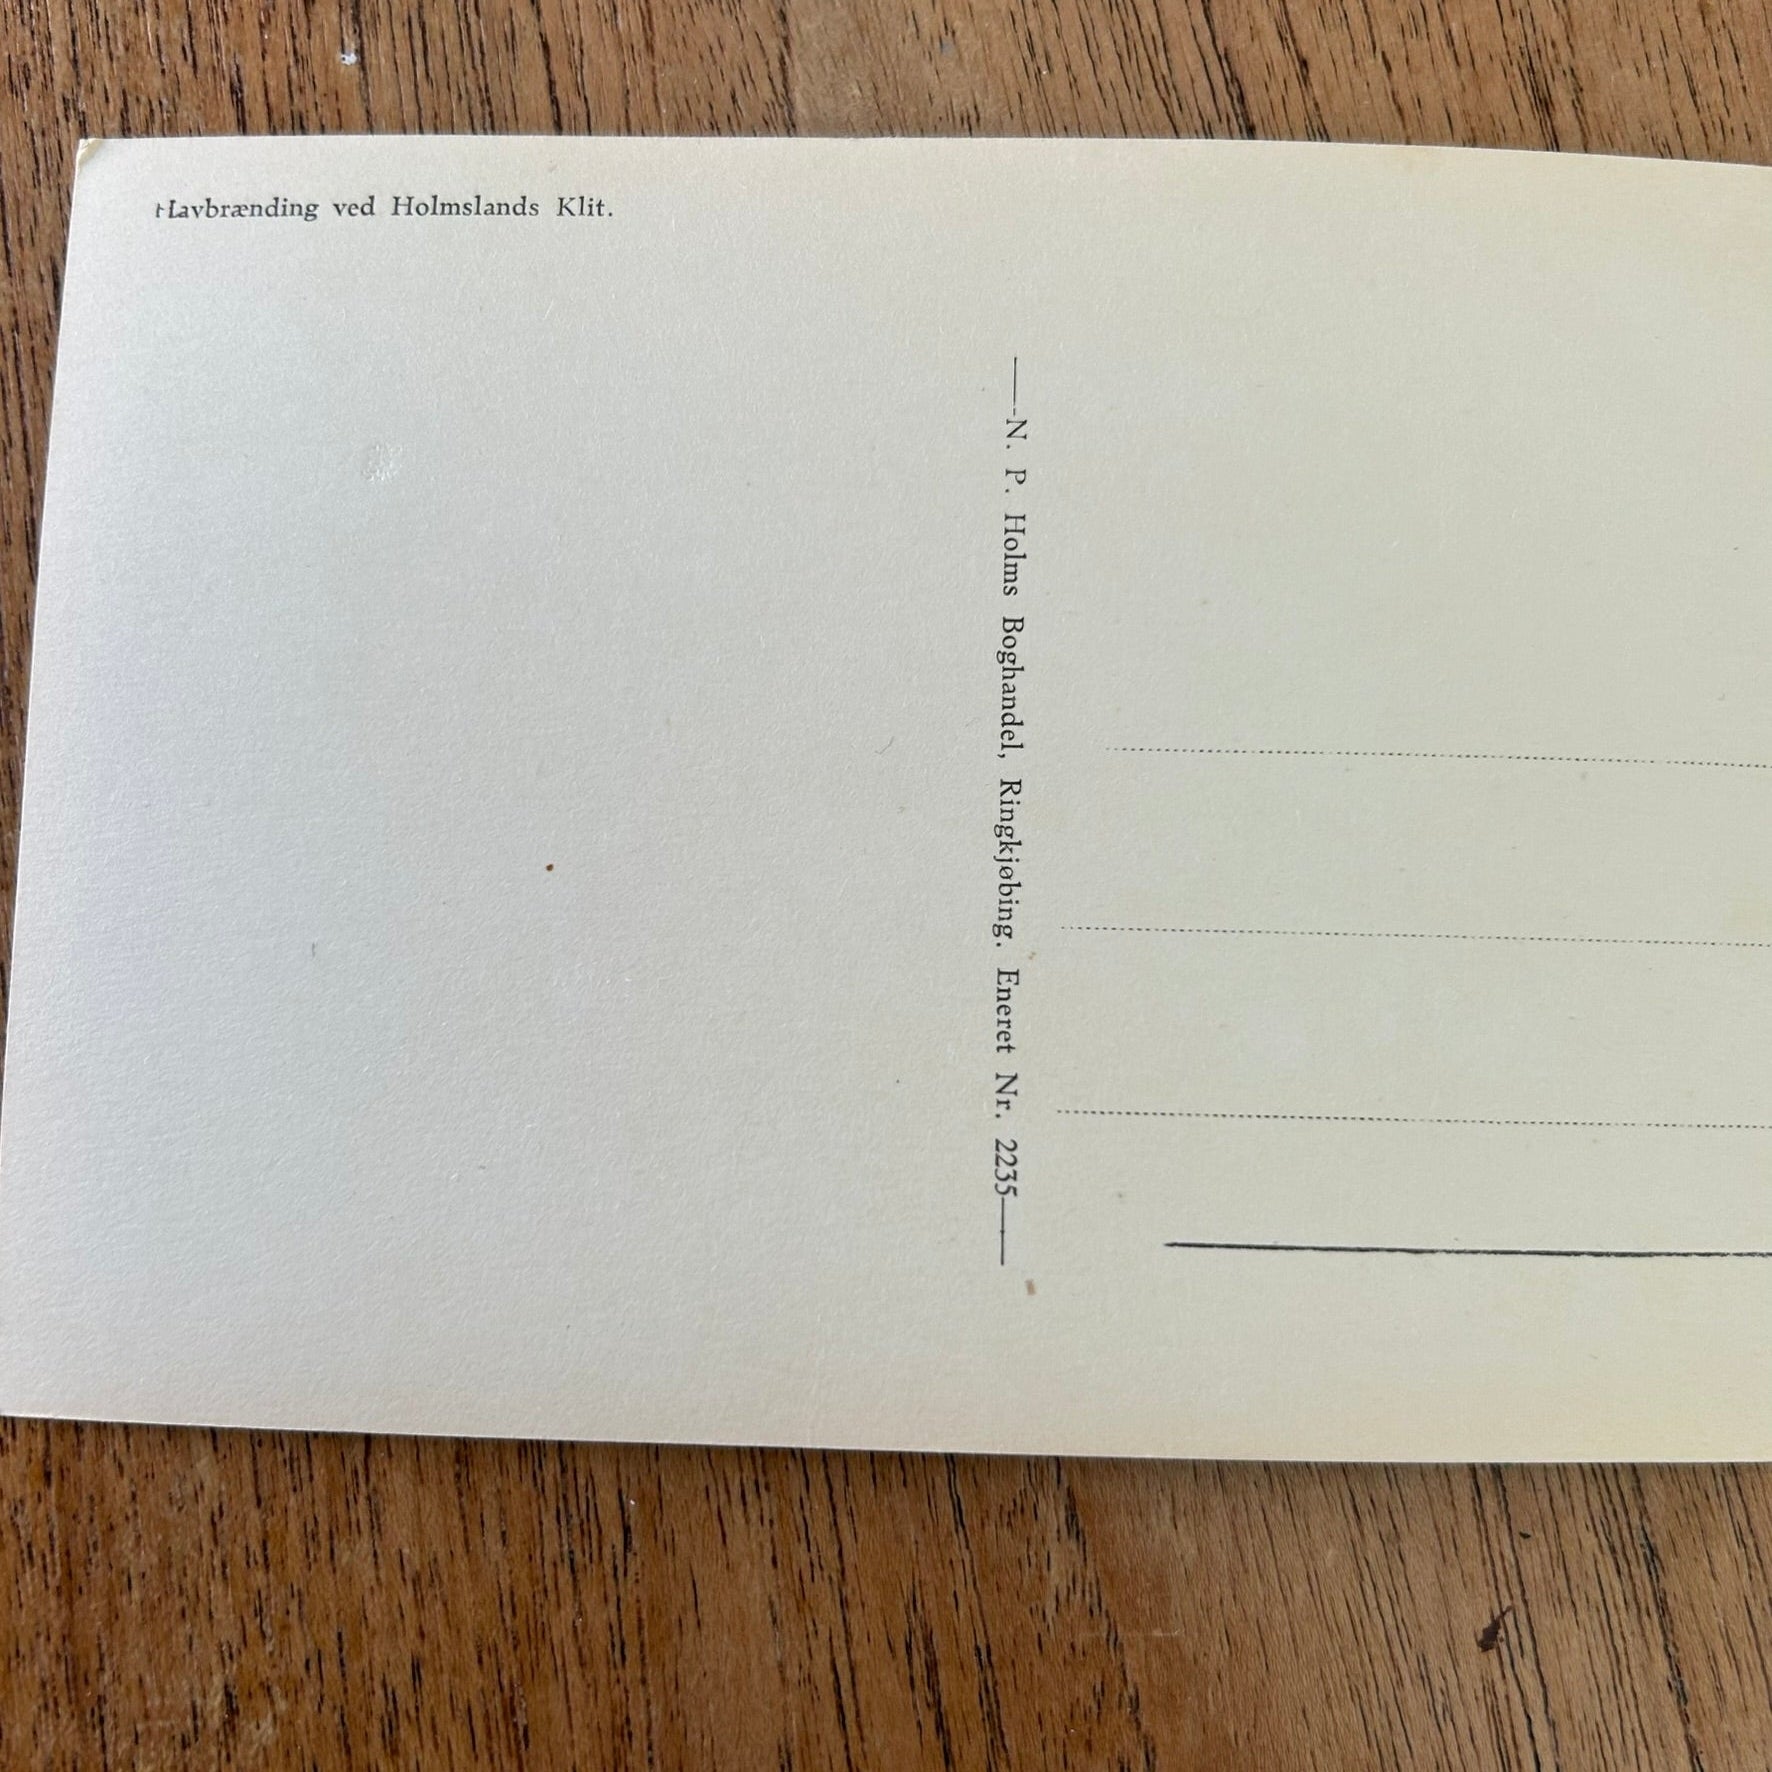 Havbrænding ved Holmslands Klit.
N. P. Holms Boghandel, Ringkjøbing. Eneret Nr. 2235